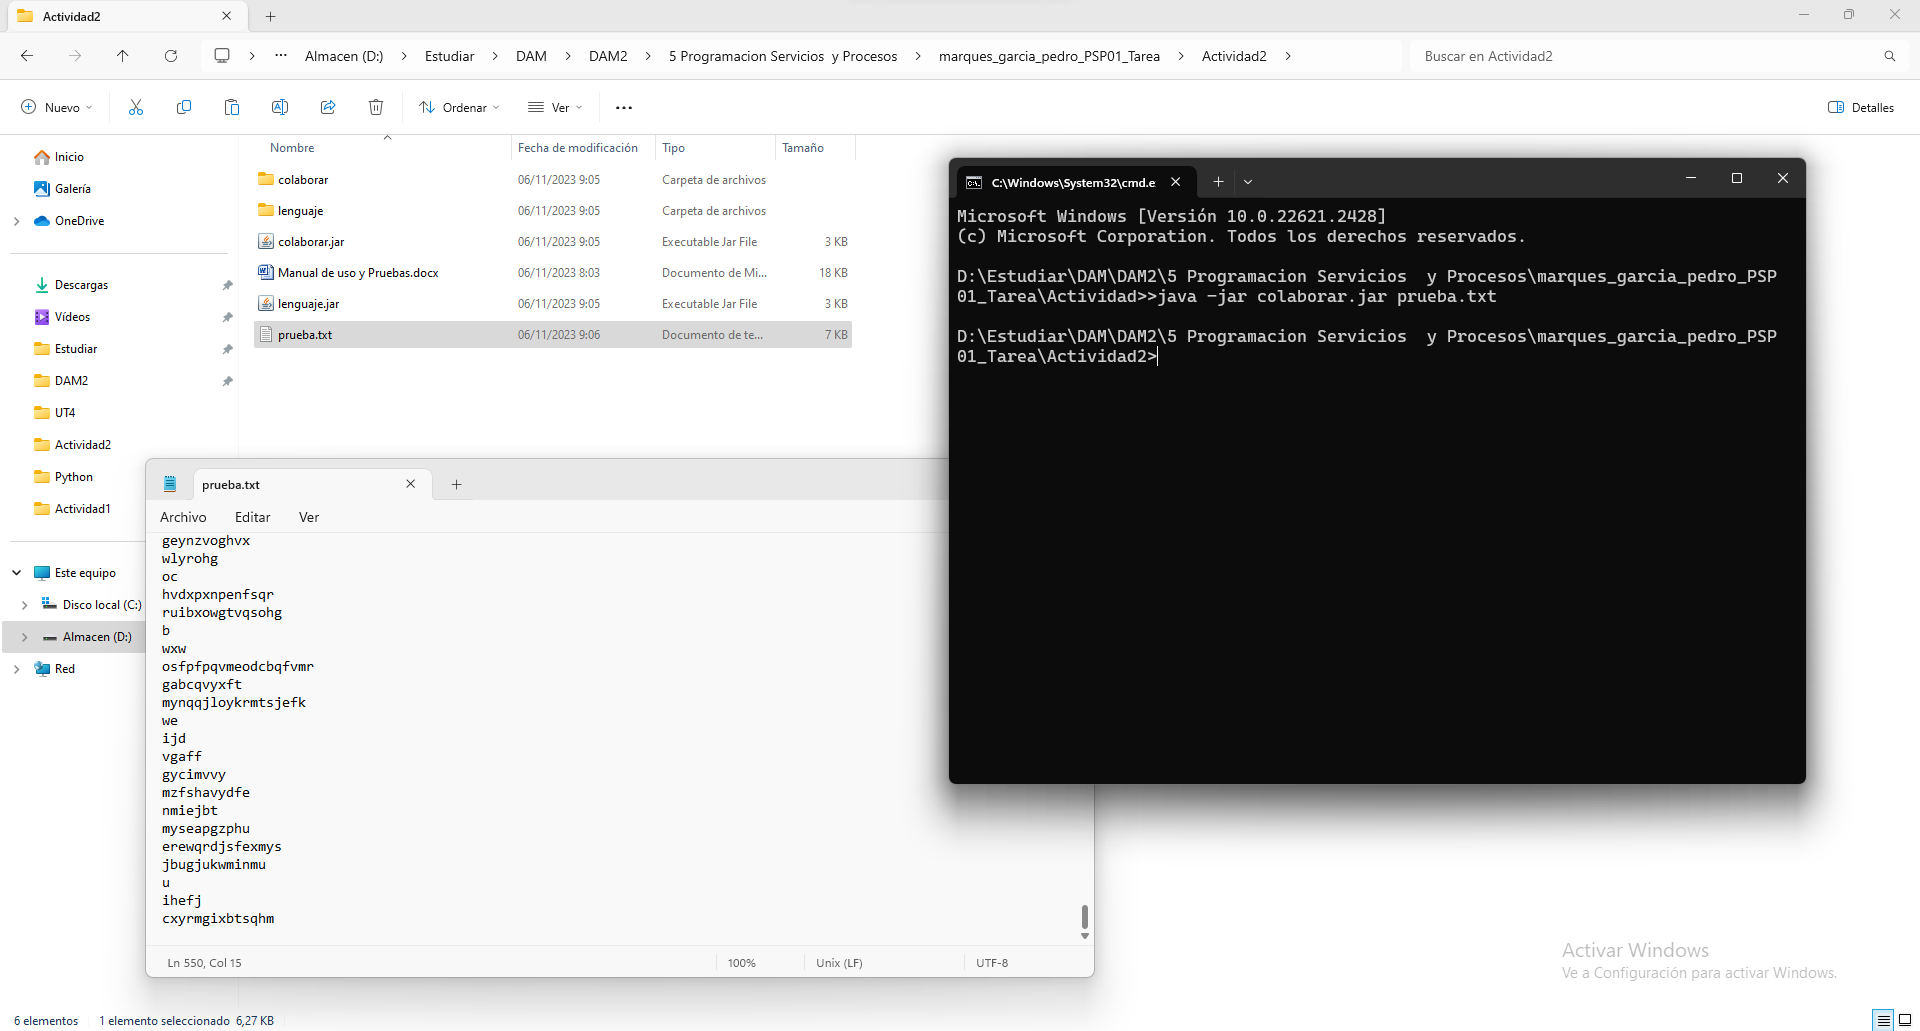 Actividad2
Almacen (D:) Estudiar DAM DAM2 5 Programacion Servicios  y Procesos marques_garcia_pedro_PSP01_Tarea Actividad2
Buscar en Actividad2
Nuevo Ordenar Ver Detalles
Nombre Fecha de modificación Tipo Tamaño
colaborar 06/11/2023 9:05 Carpeta de archivos
lenguaje 06/11/2023 9:05 Carpeta de archivos
colaborar.jar 06/11/2023 9:05 Executable Jar File 3 KB
Manual de uso y Pruebas.docx 06/11/2023 8:03 Documento de Mi... 18 KB
lenguaje.jar 06/11/2023 9:05 Executable Jar File 3 KB
prueba.txt 06/11/2023 9:06 Documento de te... 7 KB
Inicio
Galería
OneDrive
Descargas
Vídeos
Estudiar
DAM2
UT4
Actividad2
Python
Actividad1
Este equipo
Disco local (C:)
Almacen (D:)
Red
C:\Windows\System32\cmd.e
Microsoft Windows [Versión 10.0.22621.2428]
(c) Microsoft Corporation. Todos los derechos reservados.
D:\Estudiar\DAM\DAM2\5 Programacion Servicios  y Procesos\marques_garcia_pedro_PSP
01_Tarea\Actividad>>java -jar colaborar.jar prueba.txt
D:\Estudiar\DAM\DAM2\5 Programacion Servicios  y Procesos\marques_garcia_pedro_PSP
01_Tarea\Actividad2>
prueba.txt
Archivo Editar Ver
geynzvoghvx
wlyrohg
oc
hvdxpxnpenfsqr
ruibxowgtvqsohg
b
wxw
osfpfpqvmeodcbqfvmr
gabcqvyxft
mynqqjloykrmtsjefk
we
ijd
vgaff
gycimvvy
mzfshavydfe
nmiejbt
myseapgzphu
erewqrdjsfexmys
jbugjukwminmu
u
ihefj
cxyrmgixbtsqhm
Ln 550, Col 15 100% Unix (LF) UTF-8
Activar Windows
Ve a Configuración para activar Windows.
6 elementos 1 elemento seleccionado 6,27 KB